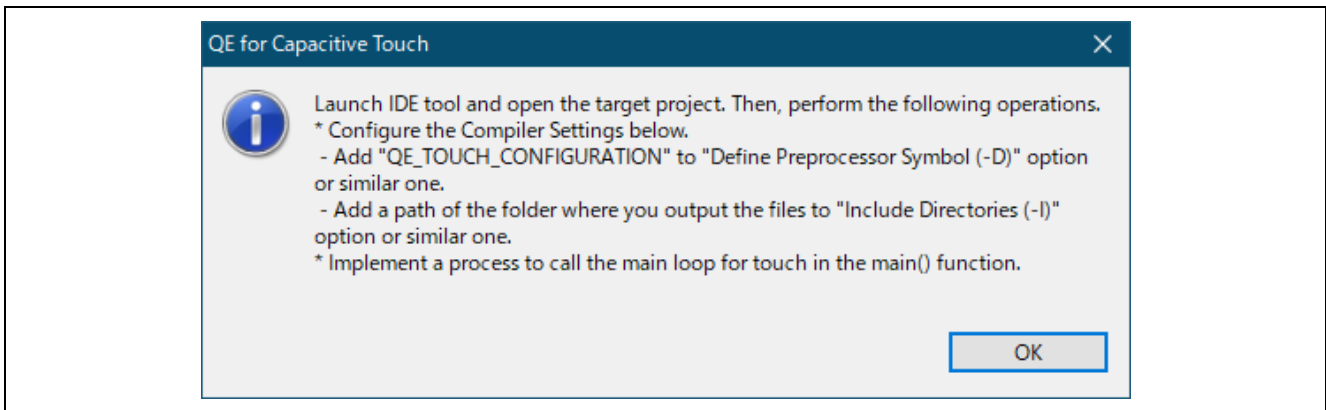 QE for Capacitive Touch
Launch IDE tool and open the target project. Then, perform the following operations.
* Configure the Compiler Settings below.
- Add "QE_TOUCH_CONFIGURATION" to "Define Preprocessor Symbol (-D)" option
or similar one.
- Add a path of the folder where you output the files to "Include Directories (-I)"
option or similar one.
* Implement a process to call the main loop for touch in the main() function.
OK